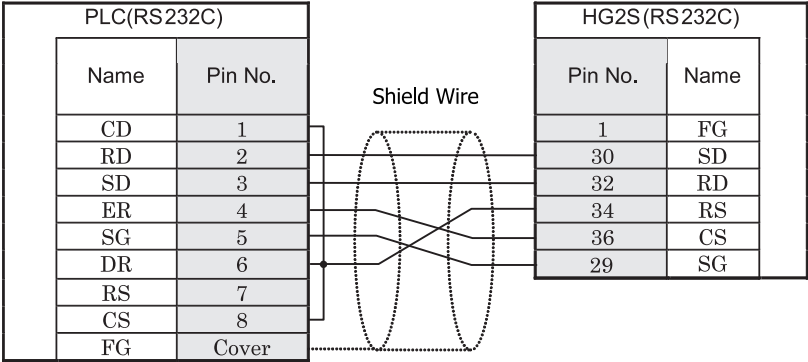 PLC(RS232C) HG2S(RS232C)
Name Pin No. Pin No. Name
Shield Wire
CD 1 1 FG
RD 2 30 SD
SD 3 32 RD
ER 4 34 RS
SG 5 36 CS
DR 6 29 SG
RS 7
CS 8
FG Cover